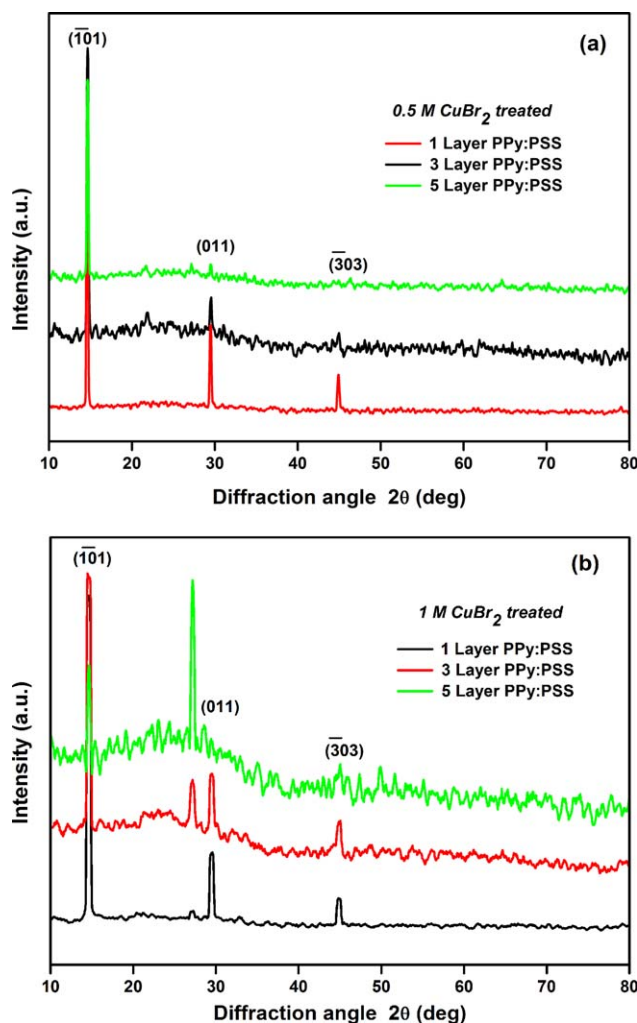 (1̅01)
(a)
0.5 M CuBr₂ treated
1 Layer PPy:PSS
3 Layer PPy:PSS
5 Layer PPy:PSS
(011)
(3̅03)
Intensity (a.u.)
10 20 30 40 50 60 70 80
Diffraction angle 2θ (deg)
(1̅01)
(b)
1 M CuBr₂ treated
1 Layer PPy:PSS
3 Layer PPy:PSS
5 Layer PPy:PSS
(011)
(3̅03)
Intensity (a.u.)
10 20 30 40 50 60 70 80
Diffraction angle 2θ (deg)